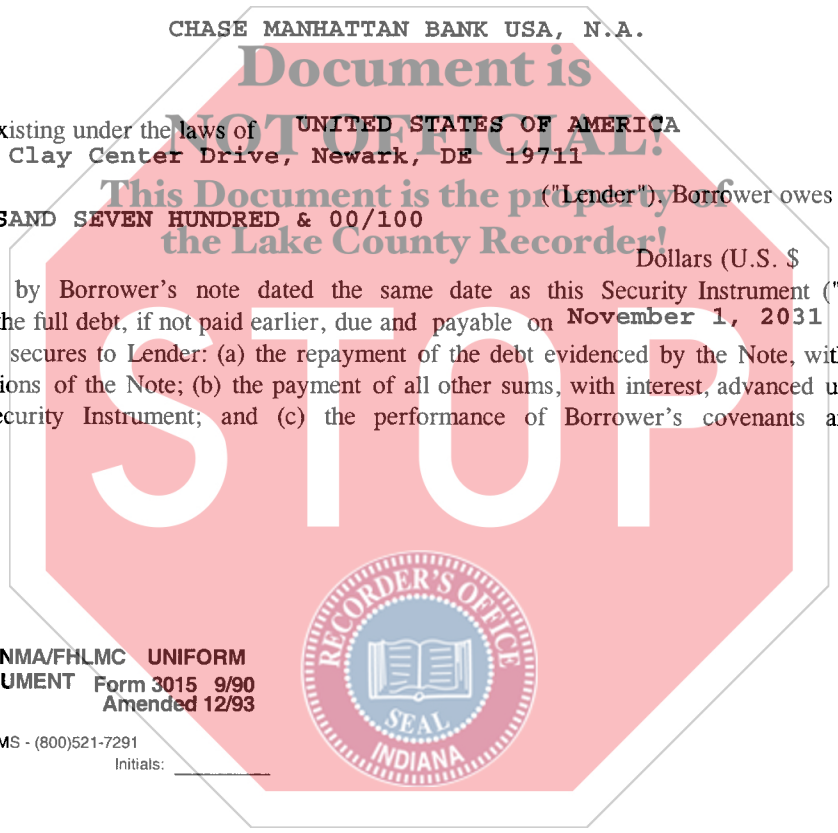 CHASE MANHATTAN BANK USA, N.A.
Document is
xisting under the laws of UNITED STATES OF AMERICA
NOT OFFICIAL!
Clay Center Drive, Newark, DE 19711
This Document is the property of
("Lender"). Borrower owes
SAND SEVEN HUNDRED & 00/100
the Lake County Recorder!
Dollars (U.S. $
by Borrower's note dated the same date as this Security Instrument ("
he full debt, if not paid earlier, due and payable on November 1, 2031
secures to Lender: (a) the repayment of the debt evidenced by the Note, wit
ions of the Note; (b) the payment of all other sums, with interest, advanced u
ecurity Instrument; and (c) the performance of Borrower's covenants a
STOP
RECORDER'S OFFICE
SEAL
INDIANA
NMA/FHLMC UNIFORM
UMENT Form 3015 9/90
Amended 12/93
MS - (800)521-7291
Initials: